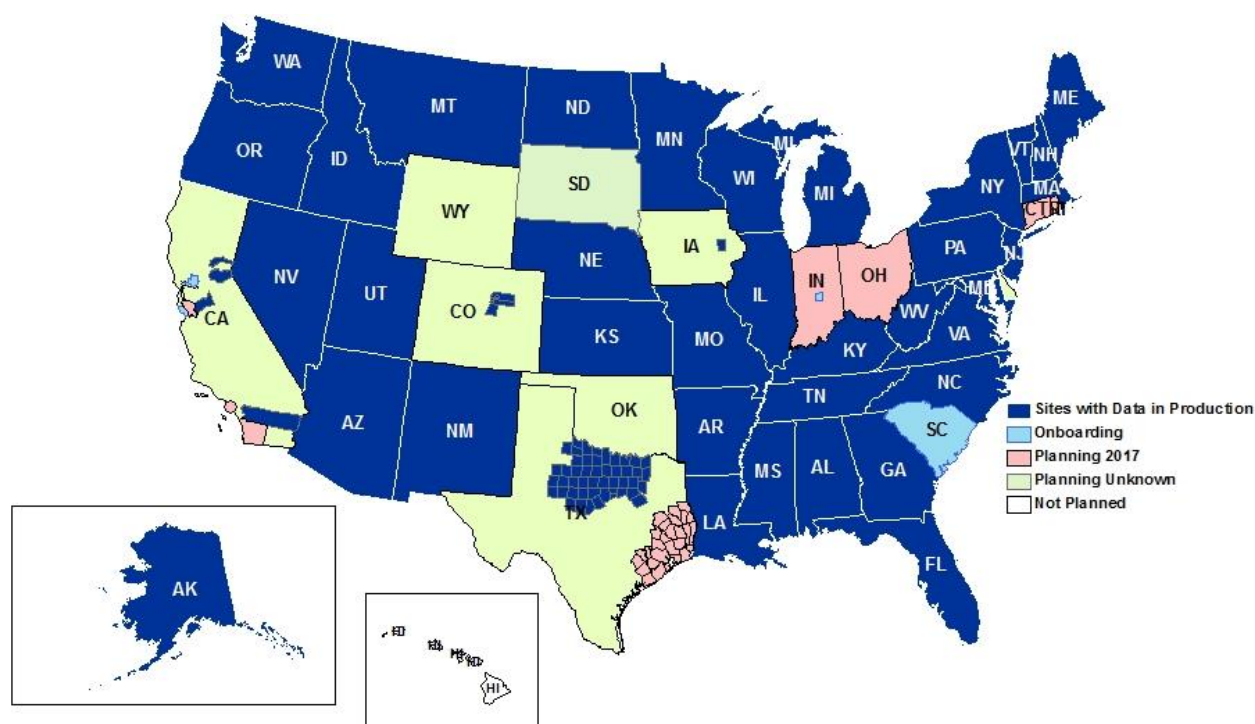 WA
MT
ND
MN
ME
OR
ID
SD
WI
MI
MI
VT
NH
NY
MA
WY
IA
NE
PA
CT
RI
NJ
NV
UT
CO
IL
IN
OH
MD
WV
CA
KS
MO
KY
VA
AZ
NM
OK
AR
TN
NC
SC
TX
LA
MS
AL
GA
FL
Sites with Data in Production
Onboarding
Planning 2017
Planning Unknown
Not Planned
AK
HI